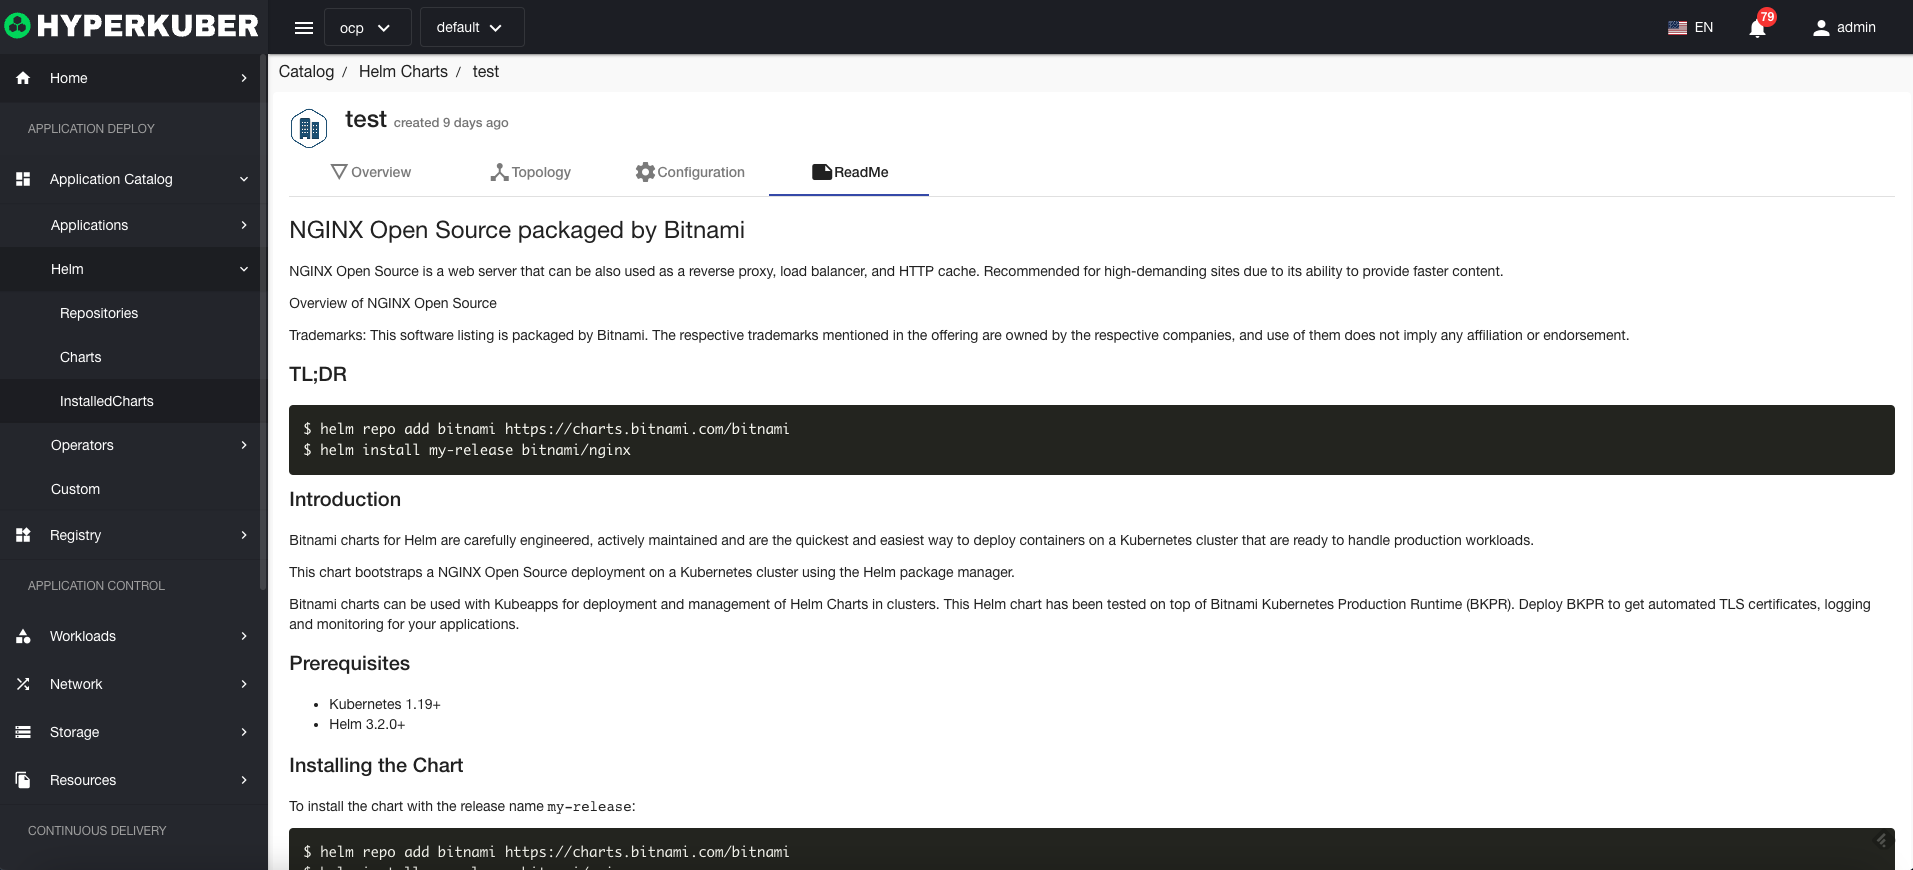 HYPERKUBER
ocp
default
EN
79
admin
Home
APPLICATION DEPLOY
Application Catalog
Applications
Helm
Repositories
Charts
InstalledCharts
Operators
Custom
Registry
APPLICATION CONTROL
Workloads
Network
Storage
Resources
CONTINUOUS DELIVERY
Catalog / Helm Charts / test
test created 9 days ago
Overview
Topology
Configuration
ReadMe
NGINX Open Source packaged by Bitnami
NGINX Open Source is a web server that can be also used as a reverse proxy, load balancer, and HTTP cache. Recommended for high-demanding sites due to its ability to provide faster content.
Overview of NGINX Open Source
Trademarks: This software listing is packaged by Bitnami. The respective trademarks mentioned in the offering are owned by the respective companies, and use of them does not imply any affiliation or endorsement.
TL;DR
$ helm repo add bitnami https://charts.bitnami.com/bitnami
$ helm install my-release bitnami/nginx
Introduction
Bitnami charts for Helm are carefully engineered, actively maintained and are the quickest and easiest way to deploy containers on a Kubernetes cluster that are ready to handle production workloads.
This chart bootstraps a NGINX Open Source deployment on a Kubernetes cluster using the Helm package manager.
Bitnami charts can be used with Kubeapps for deployment and management of Helm Charts in clusters. This Helm chart has been tested on top of Bitnami Kubernetes Production Runtime (BKPR). Deploy BKPR to get automated TLS certificates, logging
and monitoring for your applications.
Prerequisites
• Kubernetes 1.19+
• Helm 3.2.0+
Installing the Chart
To install the chart with the release name my-release:
$ helm repo add bitnami https://charts.bitnami.com/bitnami